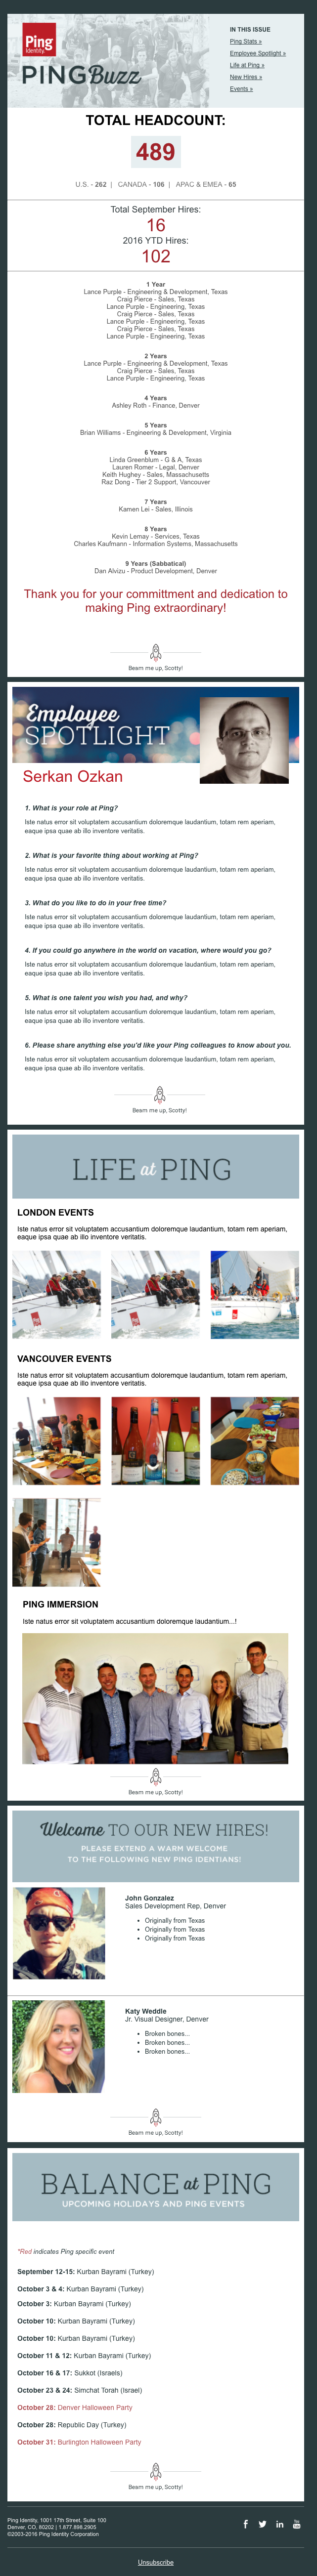 Ping
Identity.
PINGBuzz
IN THIS ISSUE
Ping Stats »
Employee Spotlight »
Life at Ping »
New Hires »
Events »
TOTAL HEADCOUNT:
489
U.S. - 262 | CANADA - 106 | APAC & EMEA - 65
Total September Hires:
16
2016 YTD Hires:
102
1 Year
Lance Purple - Engineering & Development, Texas
Craig Pierce - Sales, Texas
Lance Purple - Engineering, Texas
Craig Pierce - Sales, Texas
Lance Purple - Engineering, Texas
Craig Pierce - Sales, Texas
Lance Purple - Engineering, Texas
2 Years
Lance Purple - Engineering & Development, Texas
Craig Pierce - Sales, Texas
Lance Purple - Engineering, Texas
4 Years
Ashley Roth - Finance, Denver
5 Years
Brian Williams - Engineering & Development, Virginia
6 Years
Linda Greenblum - G & A, Texas
Lauren Romer - Legal, Denver
Keith Hughey - Sales, Massachusetts
Raz Dong - Tier 2 Support, Vancouver
7 Years
Kamen Lei - Sales, Illinois
8 Years
Kevin Lemay - Services, Texas
Charles Kaufmann - Information Systems, Massachusetts
9 Years (Sabbatical)
Dan Alvizu - Product Development, Denver
Thank you for your committment and dedication to
making Ping extraordinary!
Beam me up, Scotty!
Employee
SPOTLIGHT
Serkan Ozkan
1. What is your role at Ping?
Iste natus error sit voluptatem accusantium doloremque laudantium, totam rem aperiam,
eaque ipsa quae ab illo inventore veritatis.
2. What is your favorite thing about working at Ping?
Iste natus error sit voluptatem accusantium doloremque laudantium, totam rem aperiam,
eaque ipsa quae ab illo inventore veritatis.
3. What do you like to do in your free time?
Iste natus error sit voluptatem accusantium doloremque laudantium, totam rem aperiam,
eaque ipsa quae ab illo inventore veritatis.
4. If you could go anywhere in the world on vacation, where would you go?
Iste natus error sit voluptatem accusantium doloremque laudantium, totam rem aperiam,
eaque ipsa quae ab illo inventore veritatis.
5. What is one talent you wish you had, and why?
Iste natus error sit voluptatem accusantium doloremque laudantium, totam rem aperiam,
eaque ipsa quae ab illo inventore veritatis.
6. Please share anything else you'd like your Ping colleagues to know about you.
Iste natus error sit voluptatem accusantium doloremque laudantium, totam rem aperiam,
eaque ipsa quae ab illo inventore veritatis.
Beam me up, Scotty!
LIFE at PING
LONDON EVENTS
Iste natus error sit voluptatem accusantium doloremque laudantium, totam rem aperiam,
eaque ipsa quae ab illo inventore veritatis.
VANCOUVER EVENTS
Iste natus error sit voluptatem accusantium doloremque laudantium, totam rem aperiam,
eaque ipsa quae ab illo inventore veritatis.
PING IMMERSION
Iste natus error sit voluptatem accusantium doloremque laudantium...!
Beam me up, Scotty!
Welcome TO OUR NEW HIRES!
PLEASE EXTEND A WARM WELCOME
TO THE FOLLOWING NEW PING IDENTIANS!
John Gonzalez
Sales Development Rep, Denver
• Originally from Texas
• Originally from Texas
• Originally from Texas
Katy Weddle
Jr. Visual Designer, Denver
• Broken bones...
• Broken bones...
• Broken bones...
Beam me up, Scotty!
BALANCE at PING
UPCOMING HOLIDAYS AND PING EVENTS
*Red indicates Ping specific event
September 12-15: Kurban Bayrami (Turkey)
October 3 & 4: Kurban Bayrami (Turkey)
October 3: Kurban Bayrami (Turkey)
October 10: Kurban Bayrami (Turkey)
October 10: Kurban Bayrami (Turkey)
October 11 & 12: Kurban Bayrami (Turkey)
October 16 & 17: Sukkot (Israels)
October 23 & 24: Simchat Torah (Israel)
October 28: Denver Halloween Party
October 28: Republic Day (Turkey)
October 31: Burlington Halloween Party
Beam me up, Scotty!
Ping Identity, 1001 17th Street, Suite 100
Denver, CO, 80202 | 1.877.898.2905
©2003-2016 Ping Identity Corporation
Unsubscribe